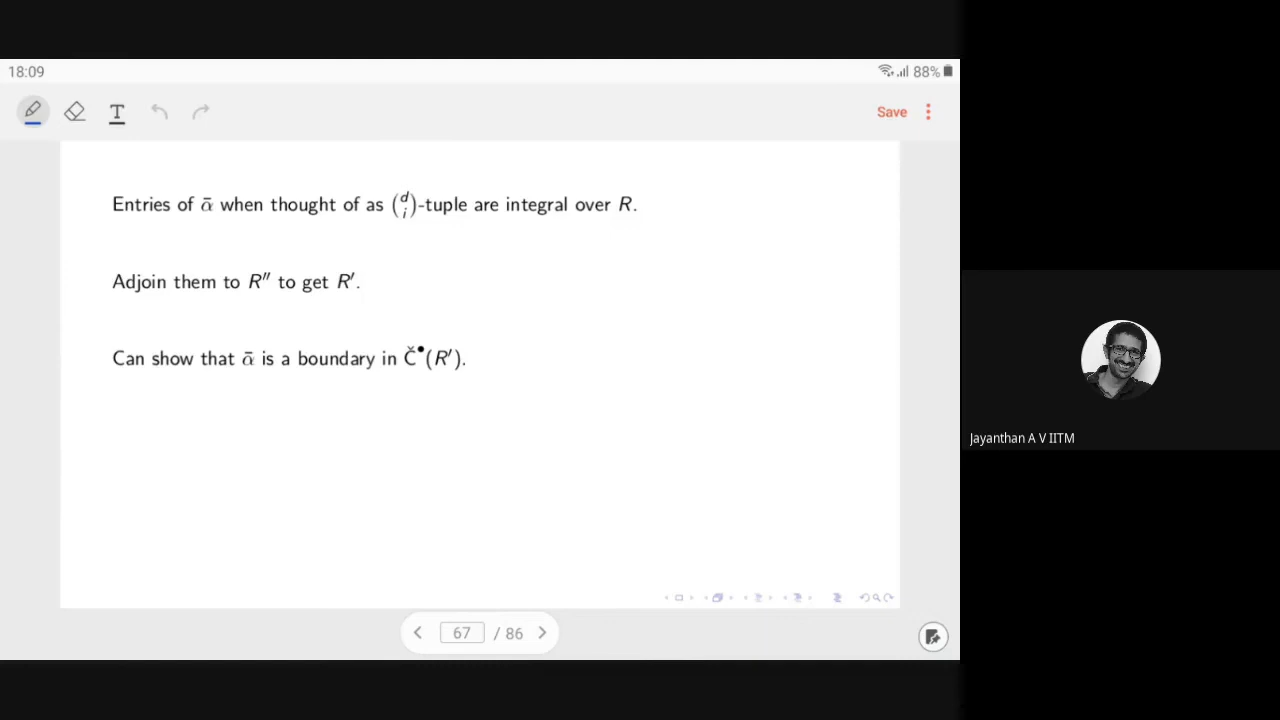 18:09
88%
T
Save
Entries of ᾱ when thought of as (d i)-tuple are integral over R.
Adjoin them to R″ to get R′.
Can show that ᾱ is a boundary in Č•(R′).
Jayanthan A V IITM
< 67 / 86 >